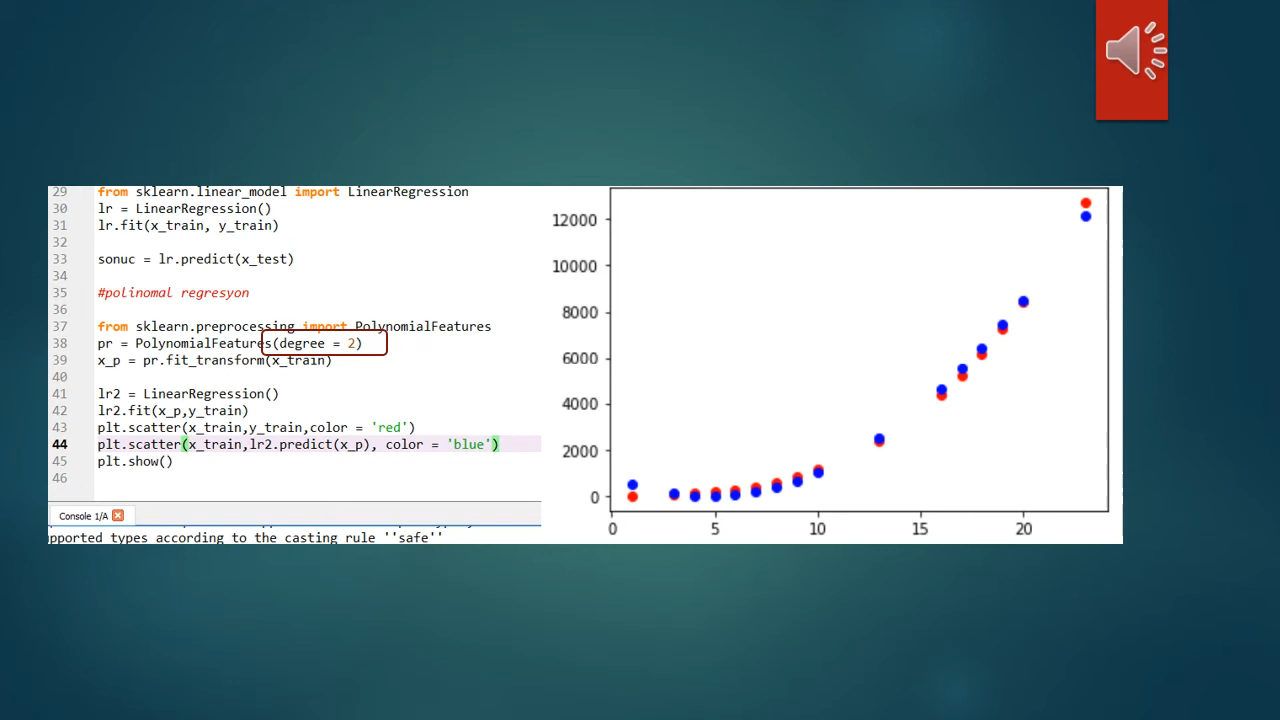 29 from sklearn.linear_model import LinearRegression
30 lr = LinearRegression()
31 lr.fit(x_train, y_train)
32
33 sonuc = lr.predict(x_test)
34
35 #polinomal regresyon
36
37 from sklearn.preprocessing import PolynomialFeatures
38 pr = PolynomialFeatures(degree = 2)
39 x_p = pr.fit_transform(x_train)
40
41 lr2 = LinearRegression()
42 lr2.fit(x_p,y_train)
43 plt.scatter(x_train,y_train,color = 'red')
44 plt.scatter(x_train,lr2.predict(x_p), color = 'blue')
45 plt.show()
46
Console 1/A
pported types according to the casting rule ''safe''
12000
10000
8000
6000
4000
2000
0
0 5 10 15 20